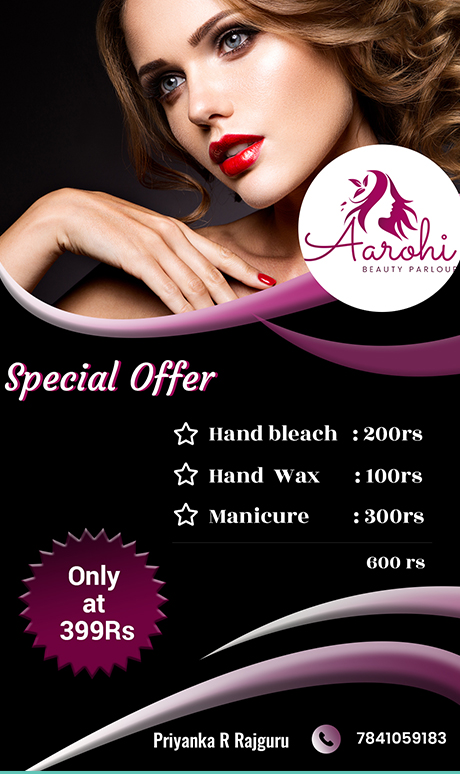 Aarohi
BEAUTY PARLOUR
Special Offer
Hand bleach : 200rs
Hand Wax : 100rs
Manicure : 300rs
600 rs
Only
at
399Rs
Priyanka R Rajguru 7841059183